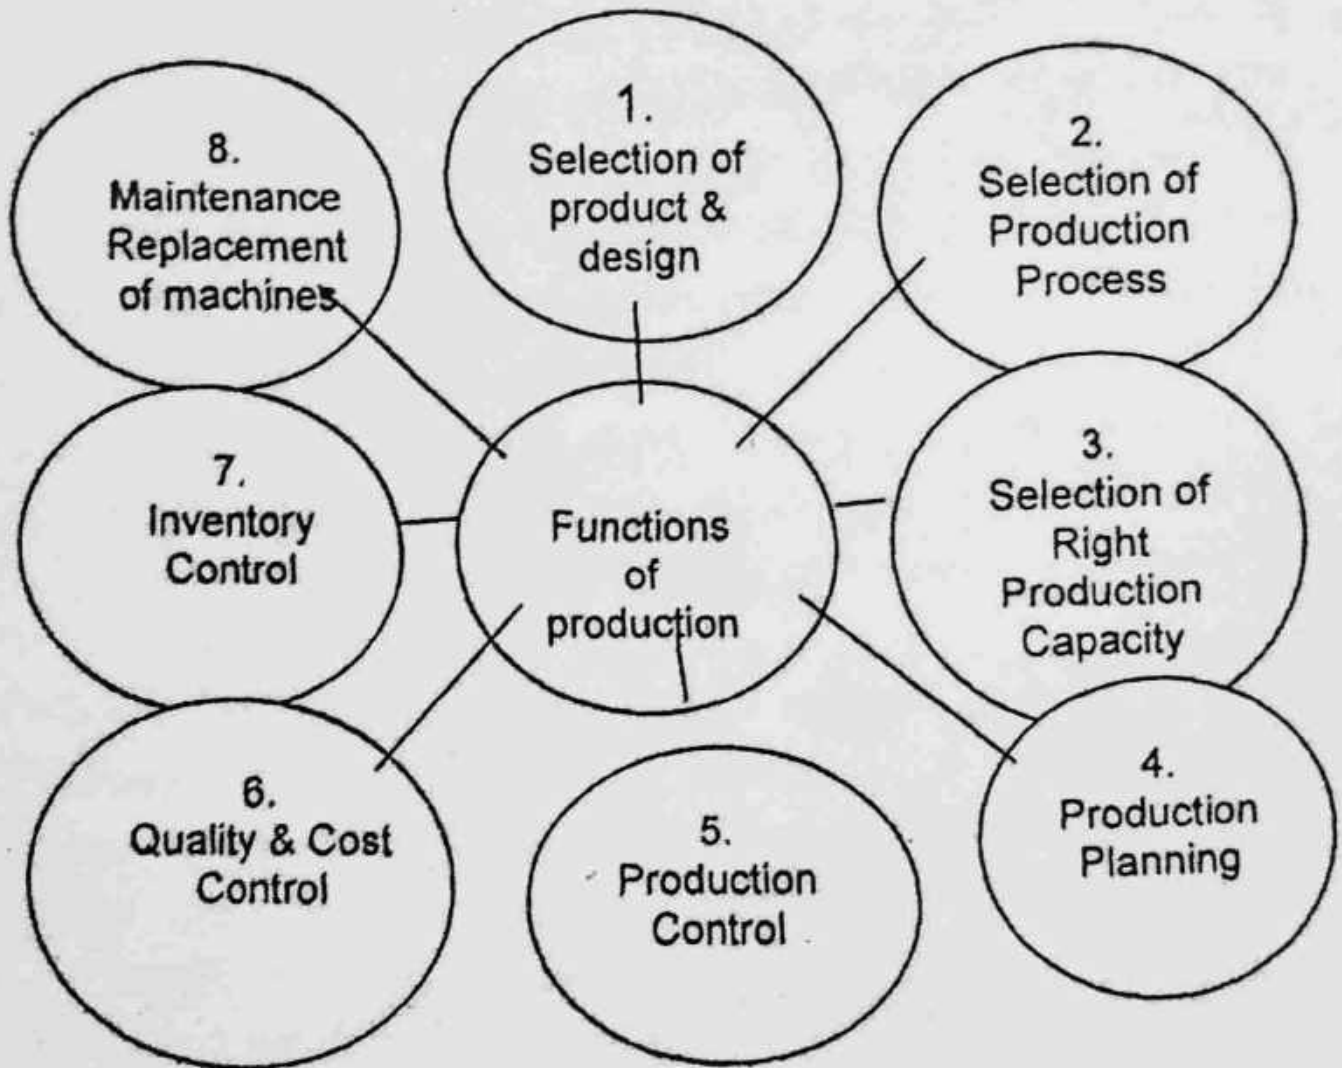 1.
Selection of
product &
design
2.
Selection of
Production
Process
3.
Selection of
Right
Production
Capacity
4.
Production
Planning
5.
Production
Control
6.
Quality & Cost
Control
7.
Inventory
Control
8.
Maintenance
Replacement
of machines
Functions
of
production